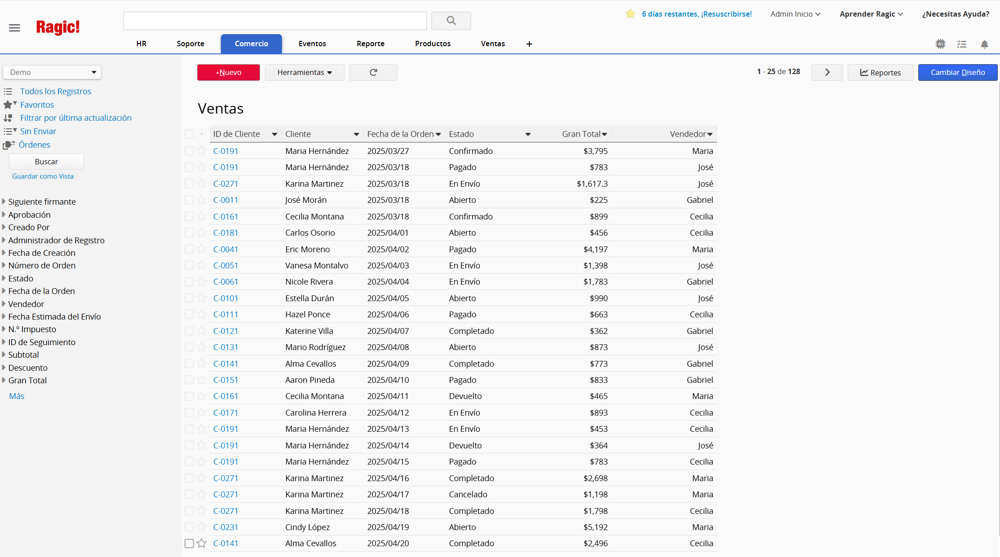 6 días restantes, ¡Resuscribirse! Admin Inicio Aprender Ragic ¿Necesitas Ayuda?
Ragic!
HR Soporte Comercio Eventos Reporte Productos Ventas +
AI
Demo
+Nuevo Herramientas 1 - 25 de 128 Reportes Cambiar Diseño
Todos los Registros
Favoritos
Filtrar por última actualización
Sin Enviar
Órdenes
Buscar
Guardar como Vista
Siguiente firmante
Aprobación
Creado Por
Administrador de Registro
Fecha de Creación
Número de Orden
Estado
Fecha de la Orden
Vendedor
Fecha Estimada del Envío
N.º Impuesto
ID de Seguimiento
Subtotal
Descuento
Gran Total
Más
Ventas
ID de Cliente Cliente Fecha de la Orden Estado Gran Total Vendedor
C-0191 Maria Hernández 2025/03/27 Confirmado $3,795 Maria
C-0191 Maria Hernández 2025/03/18 Pagado $783 José
C-0271 Karina Martinez 2025/03/18 En Envío $1,617.3 José
C-0011 José Morán 2025/03/18 Abierto $225 Gabriel
C-0161 Cecilia Montana 2025/03/18 Confirmado $899 Cecilia
C-0181 Carlos Osorio 2025/04/01 Abierto $456 Cecilia
C-0041 Eric Moreno 2025/04/02 Pagado $4,197 Maria
C-0051 Vanesa Montalvo 2025/04/03 En Envío $1,398 José
C-0061 Nicole Rivera 2025/04/04 En Envío $1,783 Gabriel
C-0101 Estella Durán 2025/04/05 Abierto $990 José
C-0111 Hazel Ponce 2025/04/06 Pagado $663 Cecilia
C-0121 Katerine Villa 2025/04/07 Completado $362 Gabriel
C-0131 Mario Rodríguez 2025/04/08 Abierto $873 José
C-0141 Alma Cevallos 2025/04/09 Completado $773 Gabriel
C-0151 Aaron Pineda 2025/04/10 Pagado $833 Gabriel
C-0161 Cecilia Montana 2025/04/11 Devuelto $465 Maria
C-0171 Carolina Herrera 2025/04/12 En Envío $893 Cecilia
C-0191 Maria Hernández 2025/04/13 En Envío $453 Cecilia
C-0191 Maria Hernández 2025/04/14 Devuelto $364 José
C-0191 Maria Hernández 2025/04/15 Pagado $783 Cecilia
C-0271 Karina Martinez 2025/04/16 Completado $2,698 Maria
C-0271 Karina Martinez 2025/04/17 Cancelado $1,198 Maria
C-0271 Karina Martinez 2025/04/18 Completado $1,798 Cecilia
C-0231 Cindy López 2025/04/19 Abierto $5,192 Maria
C-0141 Alma Cevallos 2025/04/20 Completado $2,496 Cecilia